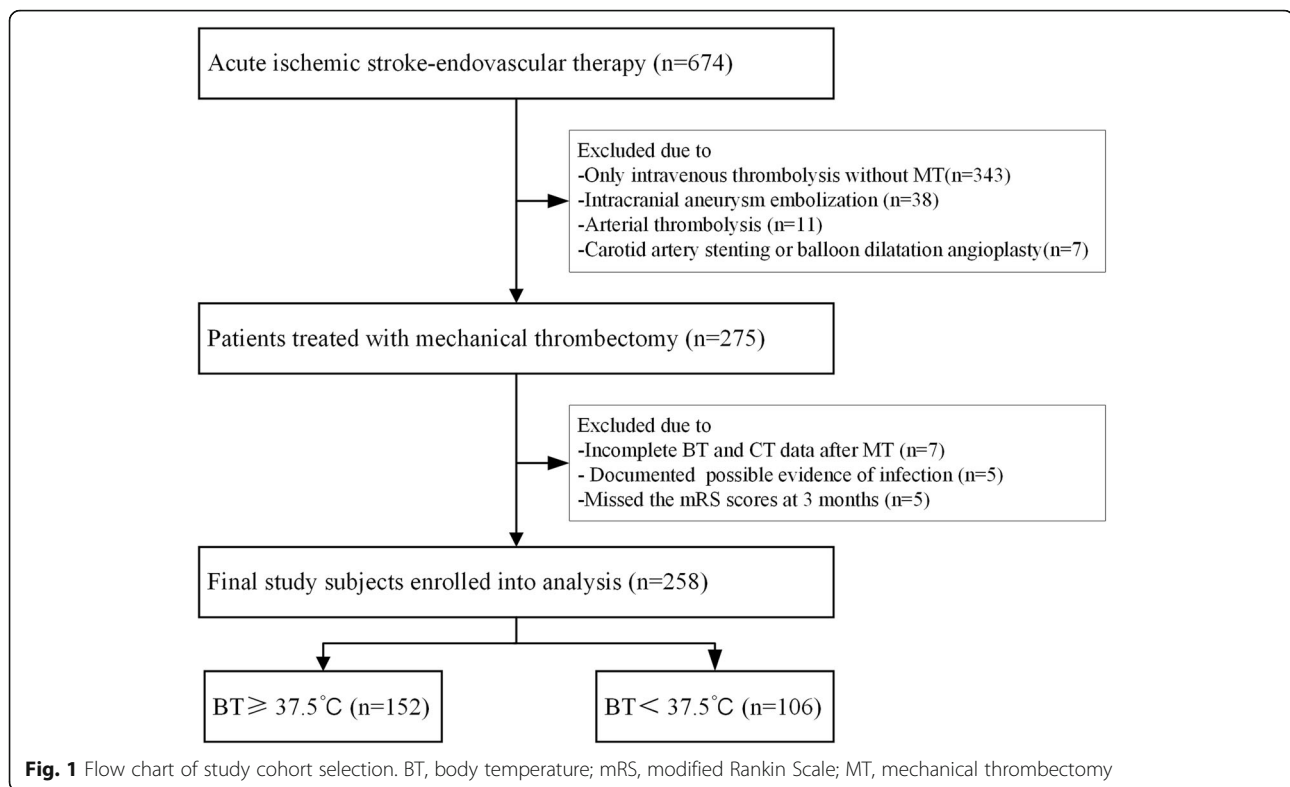 Acute ischemic stroke-endovascular therapy (n=674)
Excluded due to
-Only intravenous thrombolysis without MT(n=343)
-Intracranial aneurysm embolization (n=38)
-Arterial thrombolysis (n=11)
-Carotid artery stenting or balloon dilatation angioplasty(n=7)
Patients treated with mechanical thrombectomy (n=275)
Excluded due to
-Incomplete BT and CT data after MT (n=7)
- Documented possible evidence of infection (n=5)
-Missed the mRS scores at 3 months (n=5)
Final study subjects enrolled into analysis (n=258)
BT≥ 37.5℃ (n=152)
BT< 37.5℃ (n=106)
Fig. 1 Flow chart of study cohort selection. BT, body temperature; mRS, modified Rankin Scale; MT, mechanical thrombectomy